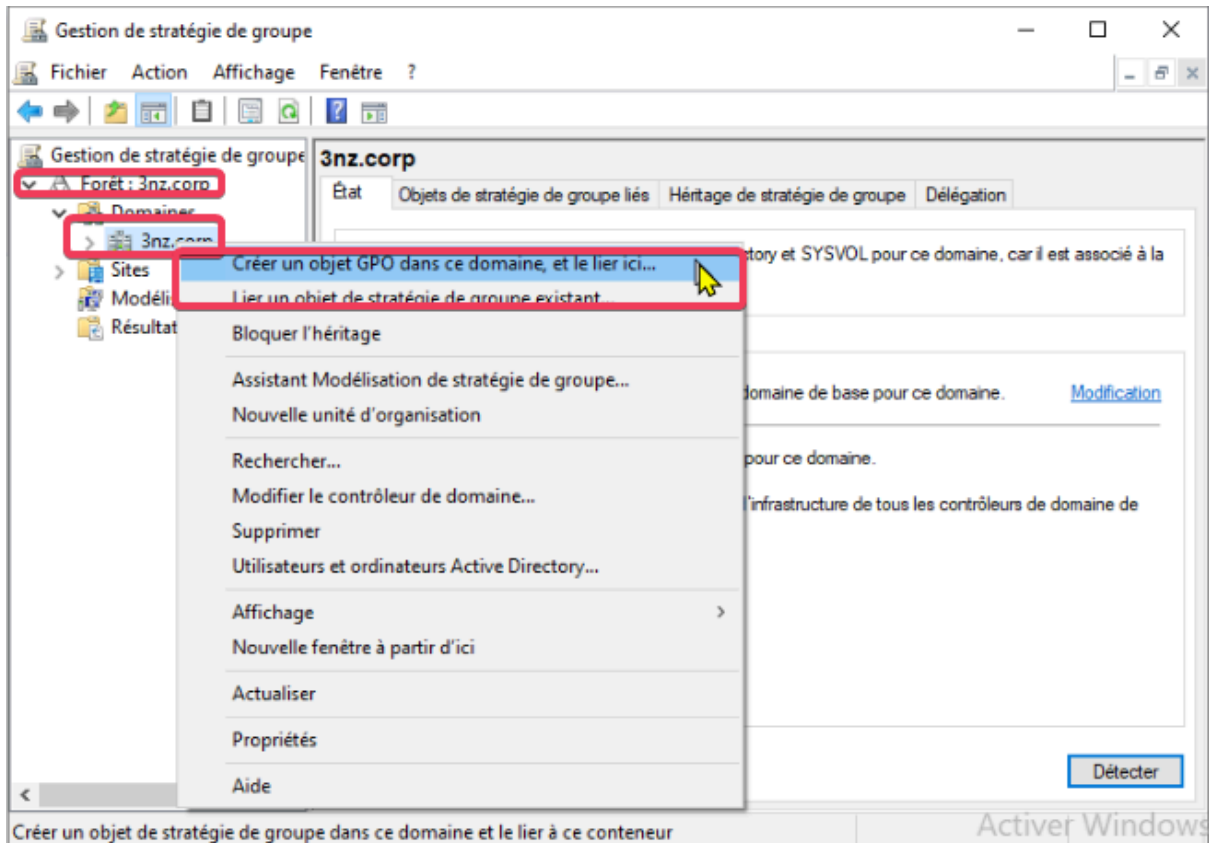 Gestion de stratégie de groupe
Fichier Action Affichage Fenêtre ?
Gestion de stratégie de groupe
Forêt : 3nz.corp
Domaines
3nz.corp
Sites
Modélis
Résultat
3nz.corp
État Objets de stratégie de groupe liés Héritage de stratégie de groupe Délégation
ctory et SYSVOL pour ce domaine, car il est associé à la
domaine de base pour ce domaine. Modification
pour ce domaine.
l'infrastructure de tous les contrôleurs de domaine de
Détecter
Créer un objet GPO dans ce domaine, et le lier ici...
Lier un objet de stratégie de groupe existant...
Bloquer l'héritage
Assistant Modélisation de stratégie de groupe...
Nouvelle unité d'organisation
Rechercher...
Modifier le contrôleur de domaine...
Supprimer
Utilisateurs et ordinateurs Active Directory...
Affichage
Nouvelle fenêtre à partir d'ici
Actualiser
Propriétés
Aide
Créer un objet de stratégie de groupe dans ce domaine et le lier à ce conteneur
Activer Windows